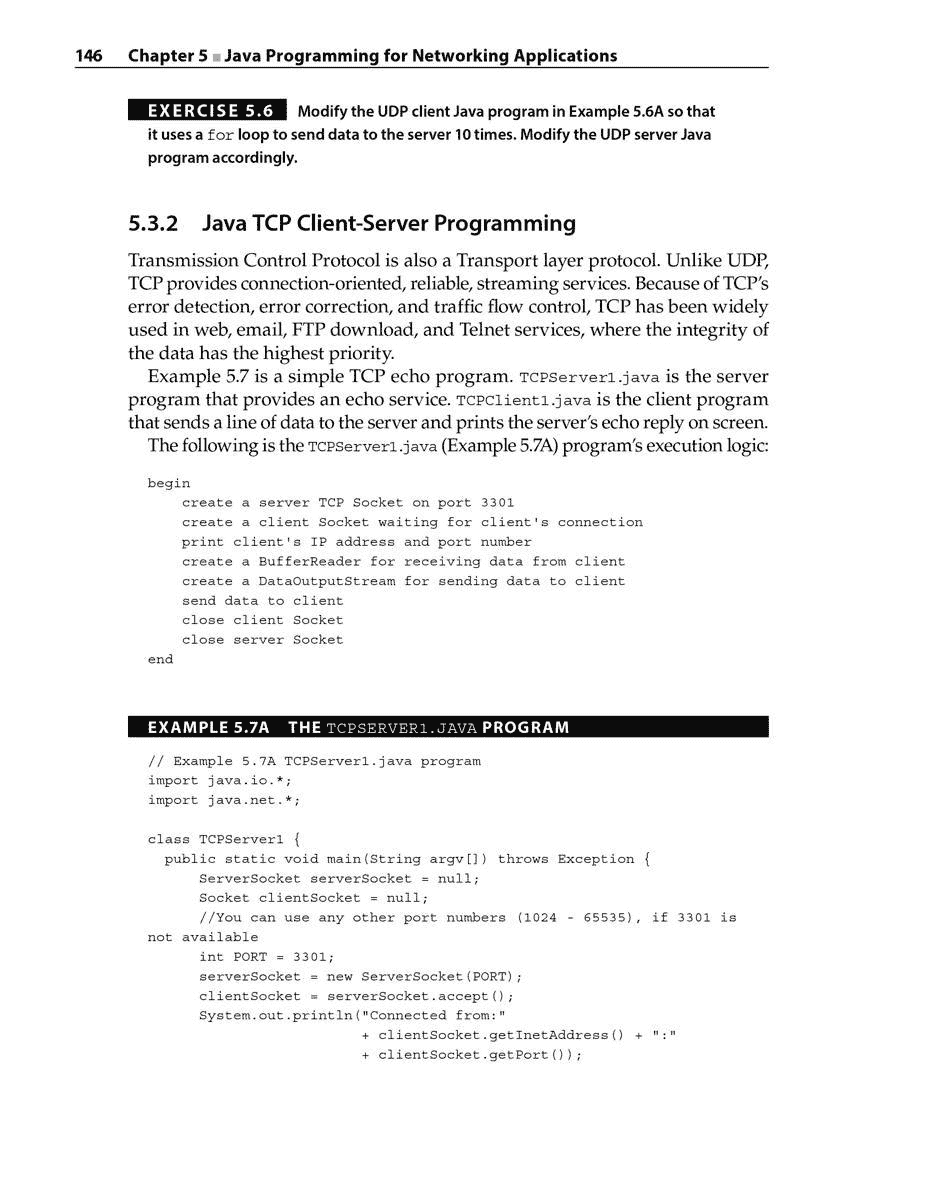 146 Chapter 5 ■ Java Programming for Networking Applications
EXERCISE 5.6 Modify the UDP client Java program in Example 5.6A so that
it uses a for loop to send data to the server 10 times. Modify the UDP server Java
program accordingly.
5.3.2 Java TCP Client-Server Programming
Transmission Control Protocol is also a Transport layer protocol. Unlike UDP,
TCP provides connection-oriented, reliable, streaming services. Because of TCP’s
error detection, error correction, and traffic flow control, TCP has been widely
used in web, email, FTP download, and Telnet services, where the integrity of
the data has the highest priority.
Example 5.7 is a simple TCP echo program. TCPServer1.java is the server
program that provides an echo service. TCPClient1.java is the client program
that sends a line of data to the server and prints the server’s echo reply on screen.
The following is the TCPServer1.java (Example 5.7A) program’s execution logic:
begin
    create a server TCP Socket on port 3301
    create a client Socket waiting for client's connection
    print client's IP address and port number
    create a BufferReader for receiving data from client
    create a DataOutputStream for sending data to client
    send data to client
    close client Socket
    close server Socket
end
EXAMPLE 5.7A THE TCPSERVER1.JAVA PROGRAM
// Example 5.7A TCPServer1.java program
import java.io.*;
import java.net.*;
class TCPServer1 {
  public static void main(String argv[]) throws Exception {
      ServerSocket serverSocket = null;
      Socket clientSocket = null;
      //You can use any other port numbers (1024 - 65535), if 3301 is
not available
      int PORT = 3301;
      serverSocket = new ServerSocket(PORT);
      clientSocket = serverSocket.accept();
      System.out.println("Connected from:"
                         + clientSocket.getInetAddress() + ":"
                         + clientSocket.getPort());